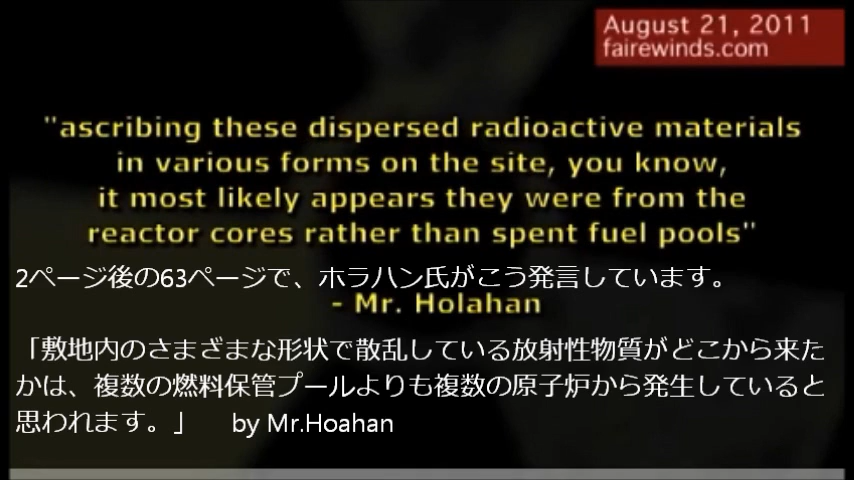 August 21, 2011
fairewinds.com
"ascribing these dispersed radioactive materials
in various forms on the site, you know,
it most likely appears they were from the
reactor cores rather than spent fuel pools"
2ページ後の63ページで、ホラハン氏がこう発言しています。
- Mr. Holahan
「敷地内のさまざまな形状で散乱している放射性物質がどこから来た
かは、複数の燃料保管プールよりも複数の原子炉から発生していると
思われます。」 by Mr.Hoahan